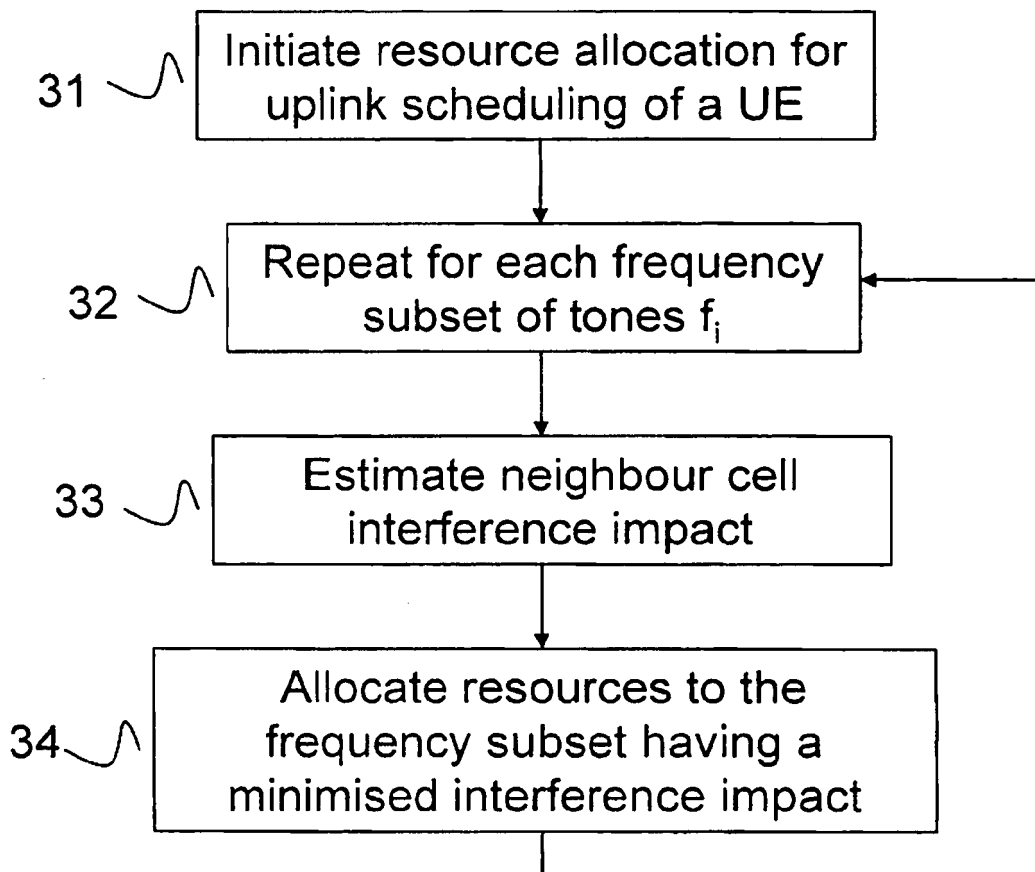 31
Initiate resource allocation for
uplink scheduling of a UE
32
Repeat for each frequency
subset of tones fi
33
Estimate neighbour cell
interference impact
34
Allocate resources to the
frequency subset having a
minimised interference impact